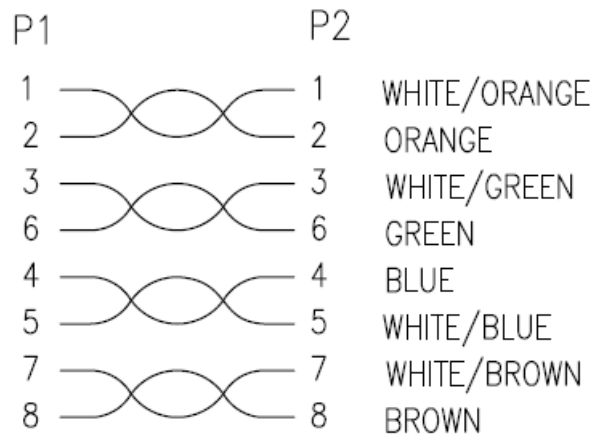 P1 P2
1 1 WHITE/ORANGE
2 2 ORANGE
3 3 WHITE/GREEN
6 6 GREEN
4 4 BLUE
5 5 WHITE/BLUE
7 7 WHITE/BROWN
8 8 BROWN